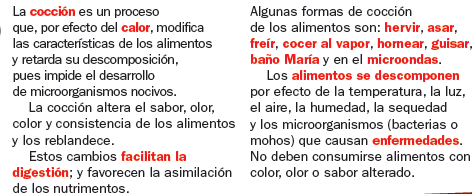 La cocción es un proceso
que, por efecto del calor, modifica
las características de los alimentos
y retarda su descomposición,
pues impide el desarrollo
de microorganismos nocivos.
La cocción altera el sabor, olor,
color y consistencia de los alimentos
y los reblandece.
Estos cambios facilitan la
digestión; y favorecen la asimilación
de los nutrimentos.
Algunas formas de cocción
de los alimentos son: hervir, asar,
freír, cocer al vapor, hornear, guisar,
baño María y en el microondas.
Los alimentos se descomponen
por efecto de la temperatura, la luz,
el aire, la humedad, la sequedad
y los microorganismos (bacterias o
mohos) que causan enfermedades.
No deben consumirse alimentos con
color, olor o sabor alterado.